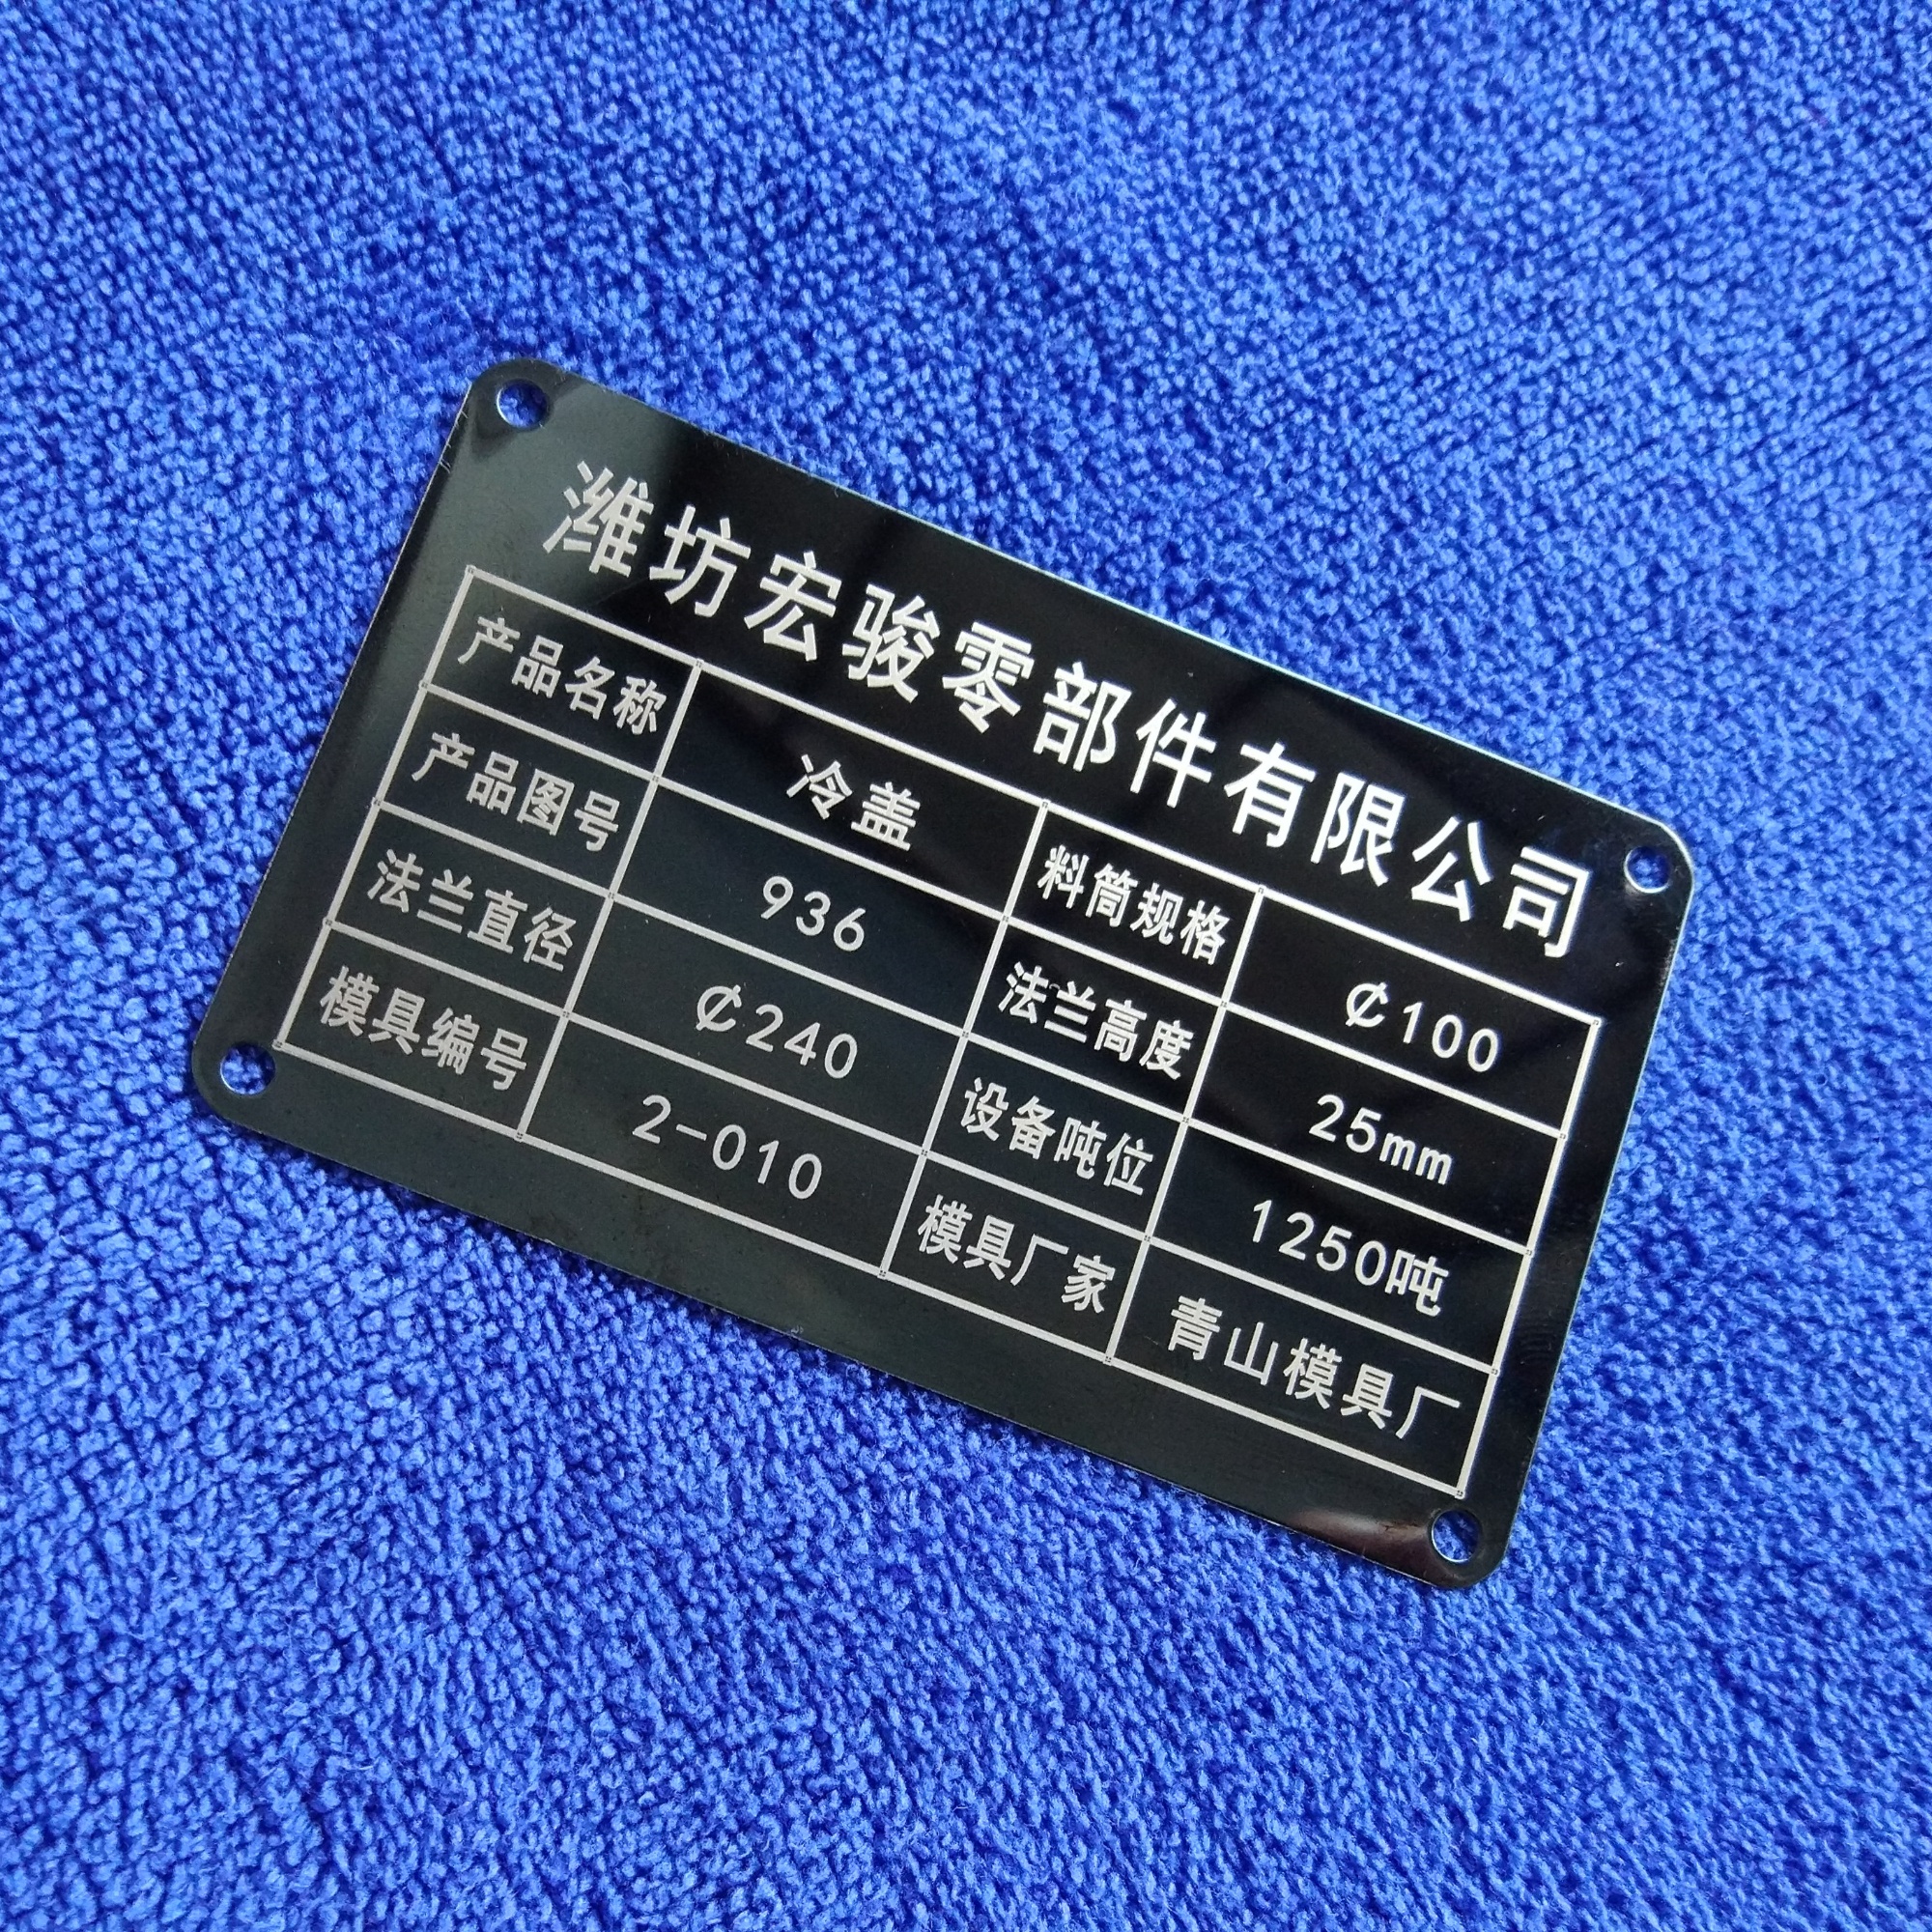 潍坊宏骏零部件有限公司
产品名称 冷盖 料筒规格 ₵100
产品图号 936 法兰高度 25mm
法兰直径 ₵240 设备吨位 1250吨
模具编号 2-010 模具厂家 青山模具厂